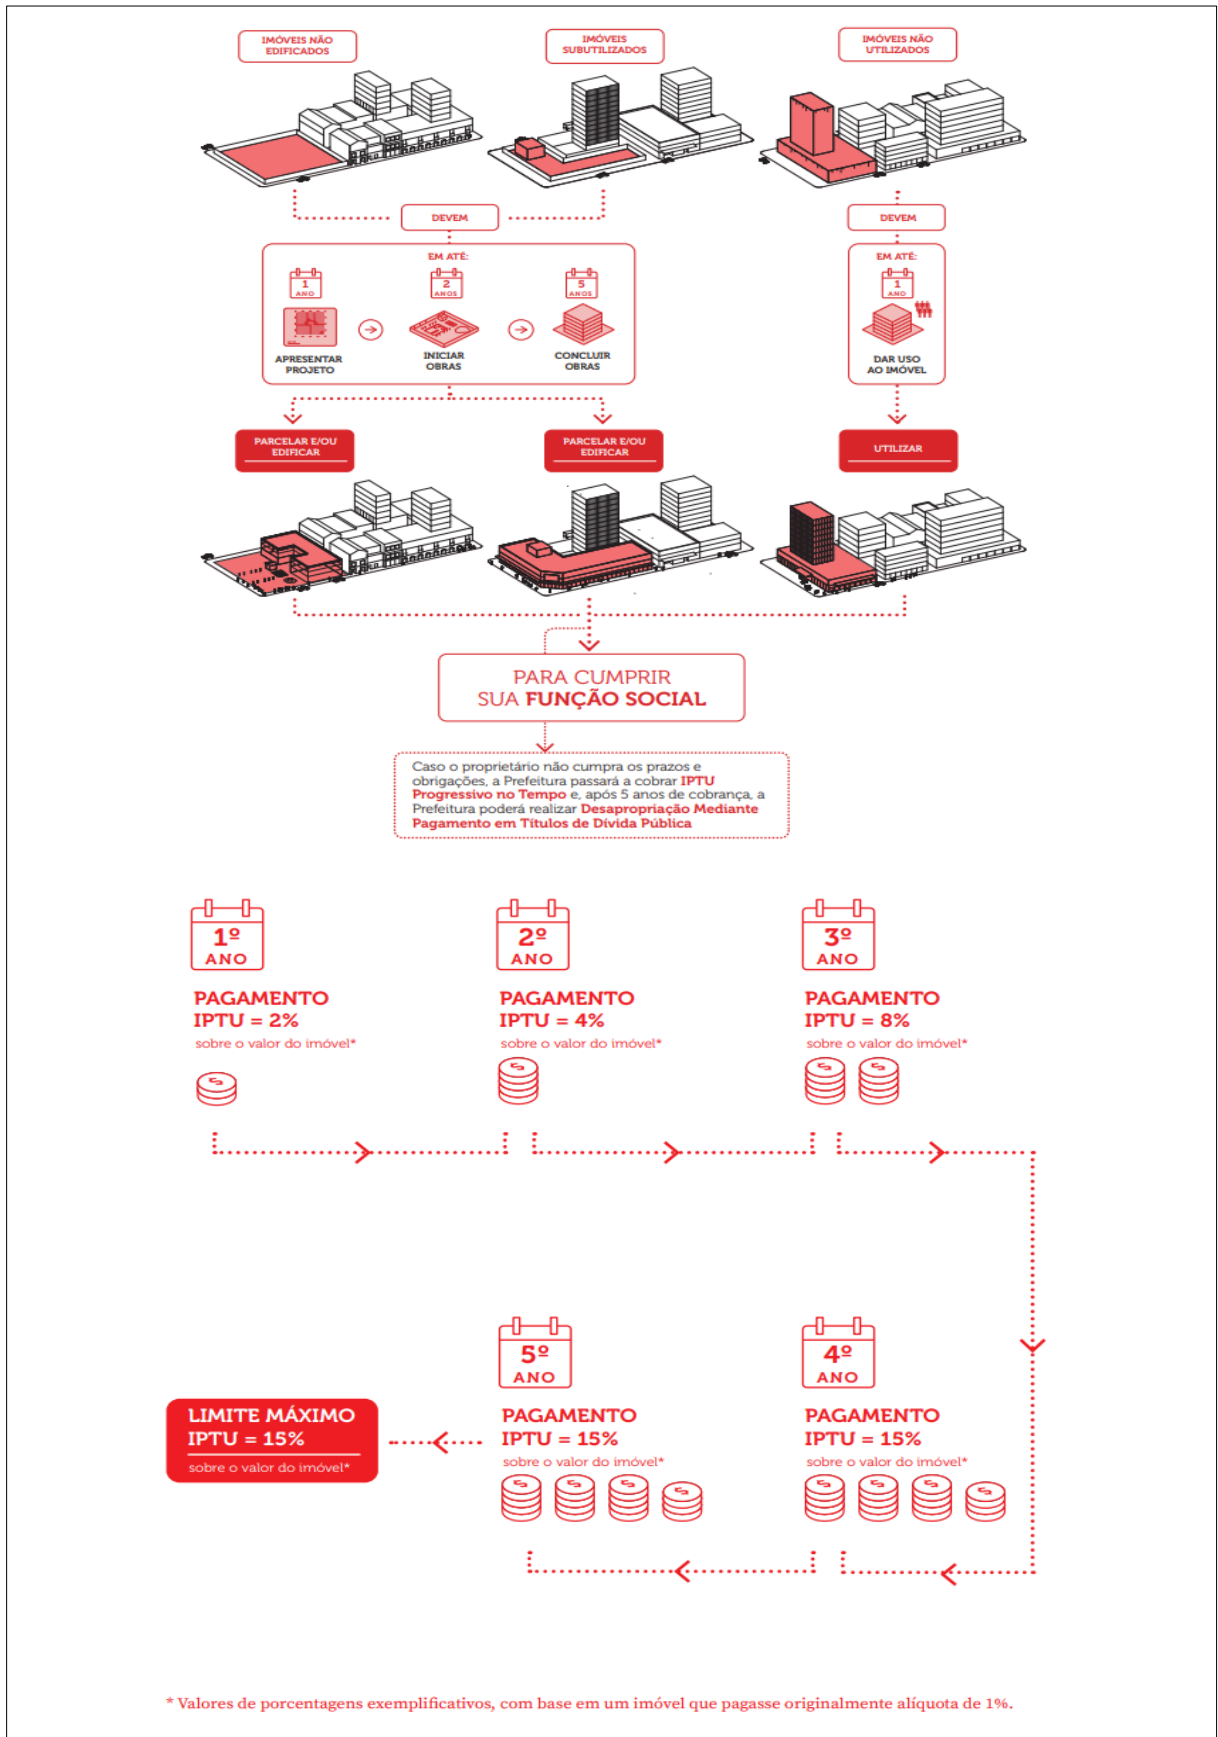 IMÓVEIS NÃO
EDIFICADOS
IMÓVEIS
SUBUTILIZADOS
IMÓVEIS NÃO
UTILIZADOS
DEVEM
DEVEM
EM ATÉ:
1
ANO
2
ANOS
5
ANOS
APRESENTAR
PROJETO
INICIAR
OBRAS
CONCLUIR
OBRAS
EM ATÉ:
1
ANO
DAR USO
AO IMÓVEL
PARCELAR E/OU
EDIFICAR
PARCELAR E/OU
EDIFICAR
UTILIZAR
PARA CUMPRIR
SUA FUNÇÃO SOCIAL
Caso o proprietário não cumpra os prazos e
obrigações, a Prefeitura passará a cobrar IPTU
Progressivo no Tempo e, após 5 anos de cobrança, a
Prefeitura poderá realizar Desapropriação Mediante
Pagamento em Títulos de Dívida Pública
1º
ANO
PAGAMENTO
IPTU = 2%
sobre o valor do imóvel*
2º
ANO
PAGAMENTO
IPTU = 4%
sobre o valor do imóvel*
3º
ANO
PAGAMENTO
IPTU = 8%
sobre o valor do imóvel*
4º
ANO
PAGAMENTO
IPTU = 15%
sobre o valor do imóvel*
5º
ANO
PAGAMENTO
IPTU = 15%
sobre o valor do imóvel*
LIMITE MÁXIMO
IPTU = 15%
sobre o valor do imóvel*
* Valores de porcentagens exemplificativos, com base em um imóvel que pagasse originalmente alíquota de 1%.